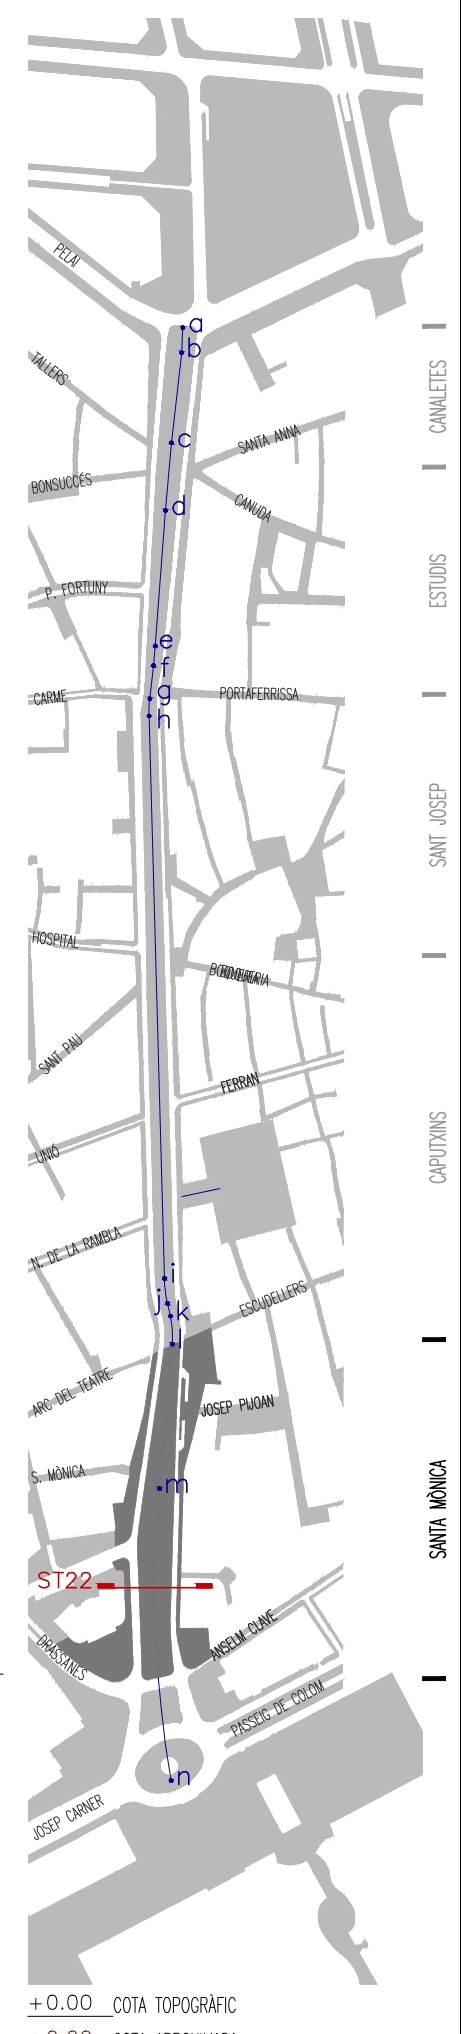 PELAI
a
b
TALLERS
CANALETES
c
SANTA ANNA
BONSUCCÉS
CANUDA
d
ESTUDIS
P. FORTUNY
e
f
CARME
g
PORTAFERRISSA
h
SANT JOSEP
HOSPITAL
BOQUERIA
SANT PAU
FERRAN
CAPUTXINS
UNIÓ
N. DE LA RAMBLA
i
j
k
ESCUDELLERS
l
ARC DEL TEATRE
JOSEP PIJOAN
S. MÒNICA
m
SANTA MÒNICA
ST22
DRASSANES
ANSELM CLAVE
PASSEIG DE COLOM
n
JOSEP CARNER
+0.00 COTA TOPOGRÀFIC